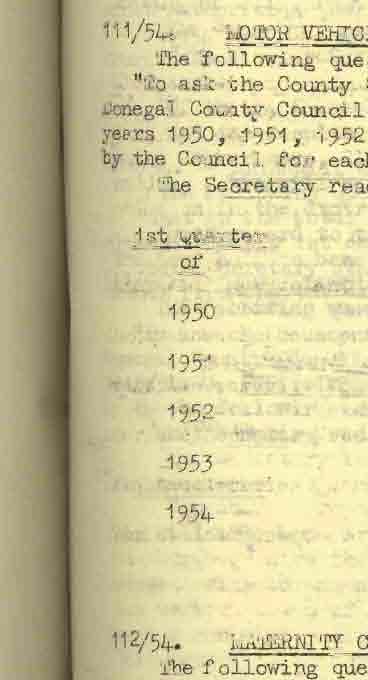 111/54. MOTOR VEHIC
The following que
"To ask the County
Donegal County Council
years 1950, 1951, 1952
by the Council for each
The Secretary rea
1st Quarter
of
1950
1951
1952
1953
1954
112/54. MATERNITY C
The following que